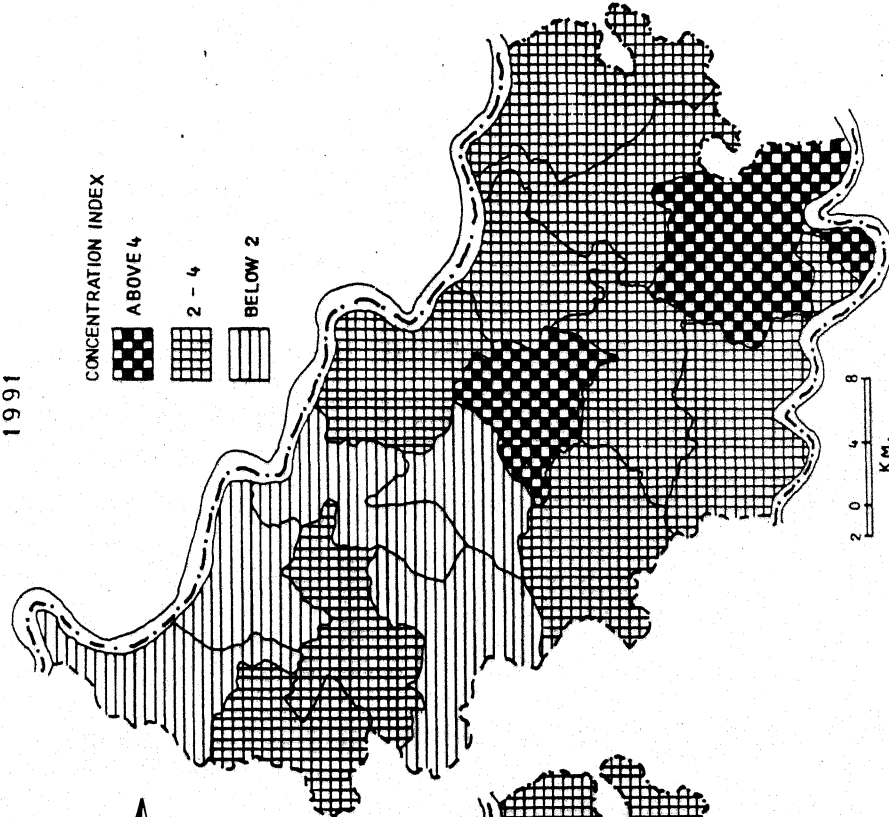 1991
CONCENTRATION INDEX
ABOVE 4
2 - 4
BELOW 2
2 0 4 8
KM.